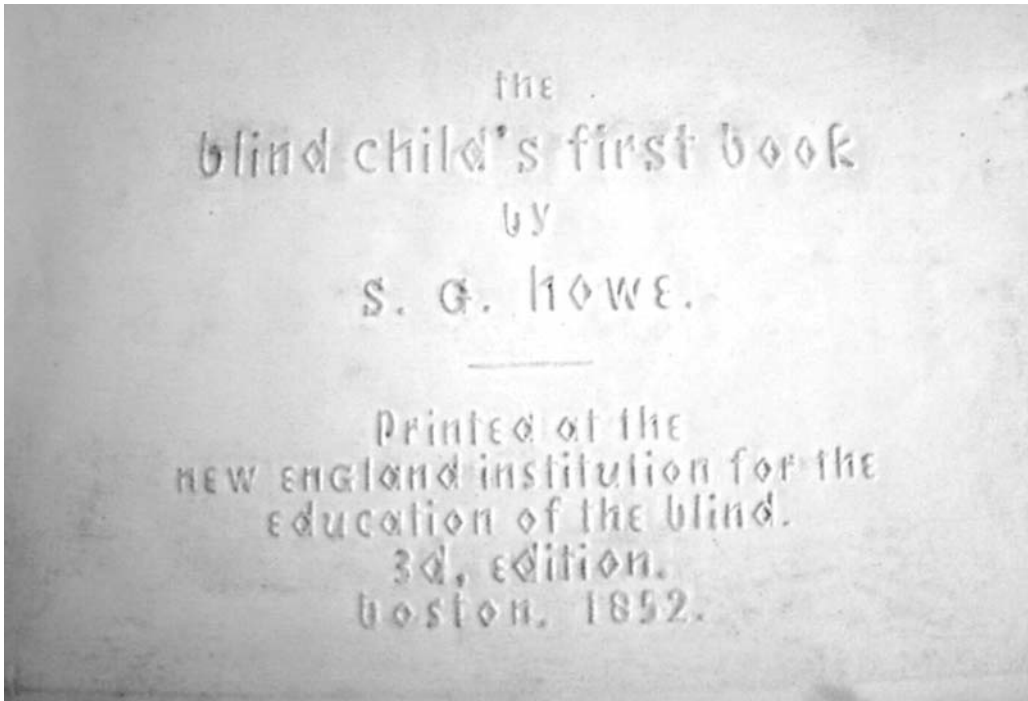 the
blind child's first book
by
s. G. howe.
printed at the
new enGland institution for the
education of the blind.
3d, edition.
boston, 1852.